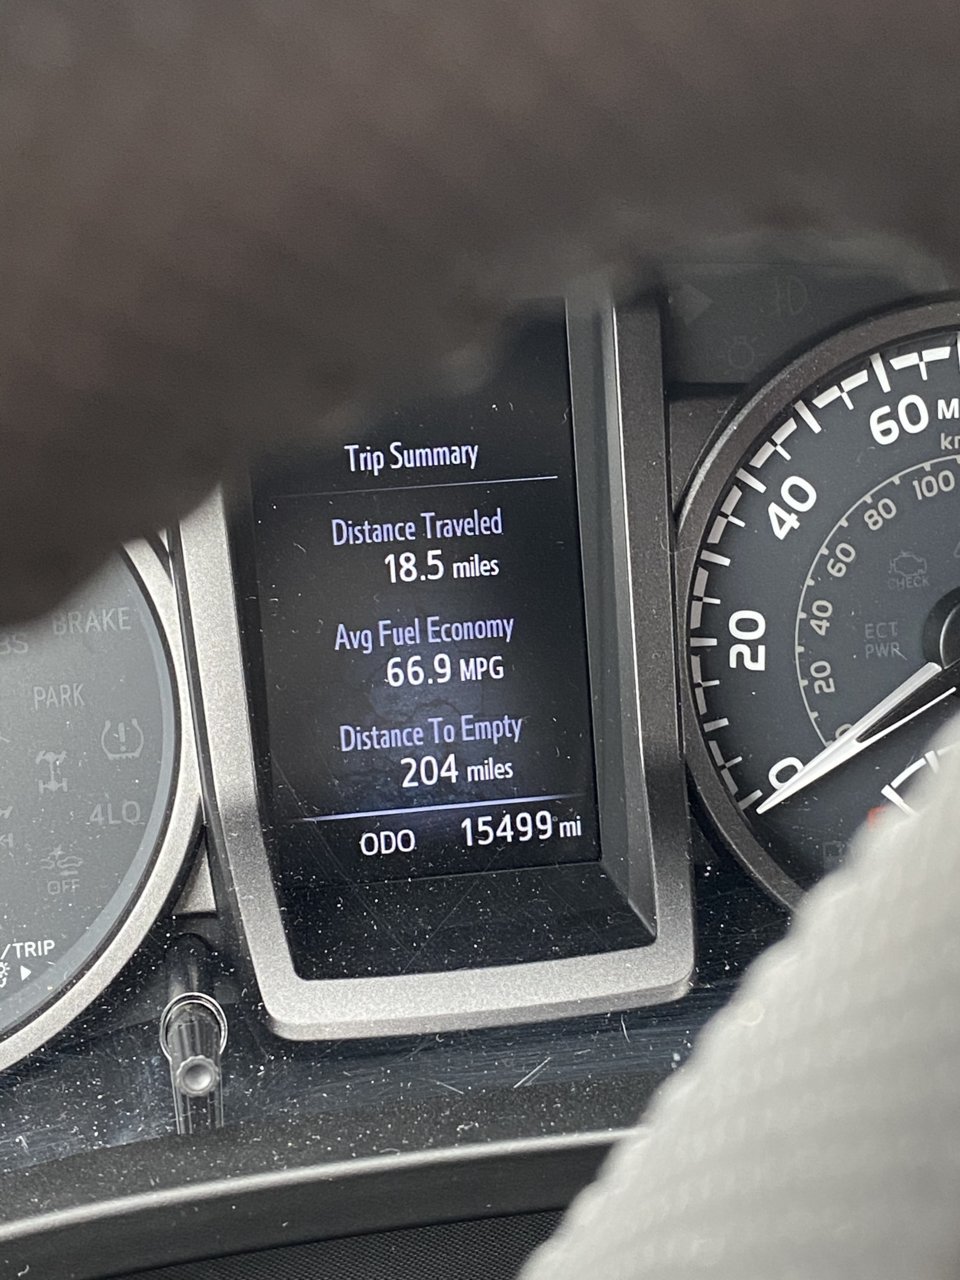 Trip Summary
Distance Traveled
18.5 miles
Avg Fuel Economy
66.9 MPG
Distance To Empty
204 miles
ODO 15499 mi
BRAKE
PARK
4LO
OFF
/TRIP
60
40
20
0
100
80
60
40
20
CHECK
ECT
PWR